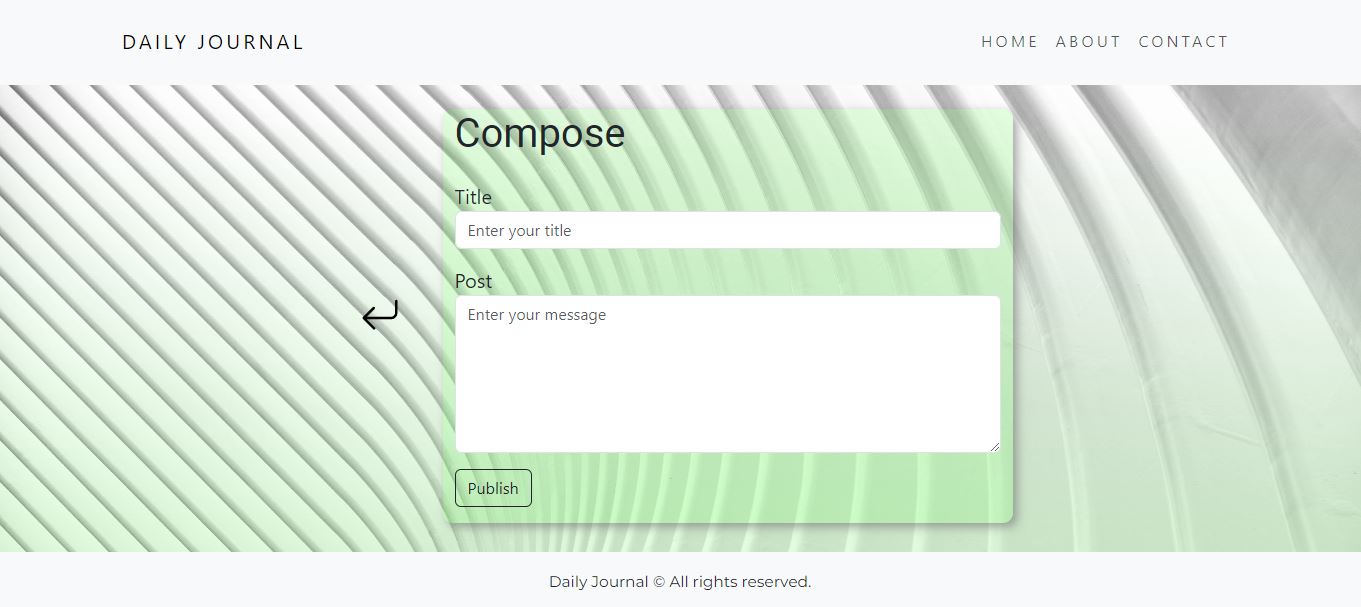 DAILY JOURNAL
HOME ABOUT CONTACT
Compose
Title
Enter your title
Post
Enter your message
Publish
Daily Journal © All rights reserved.